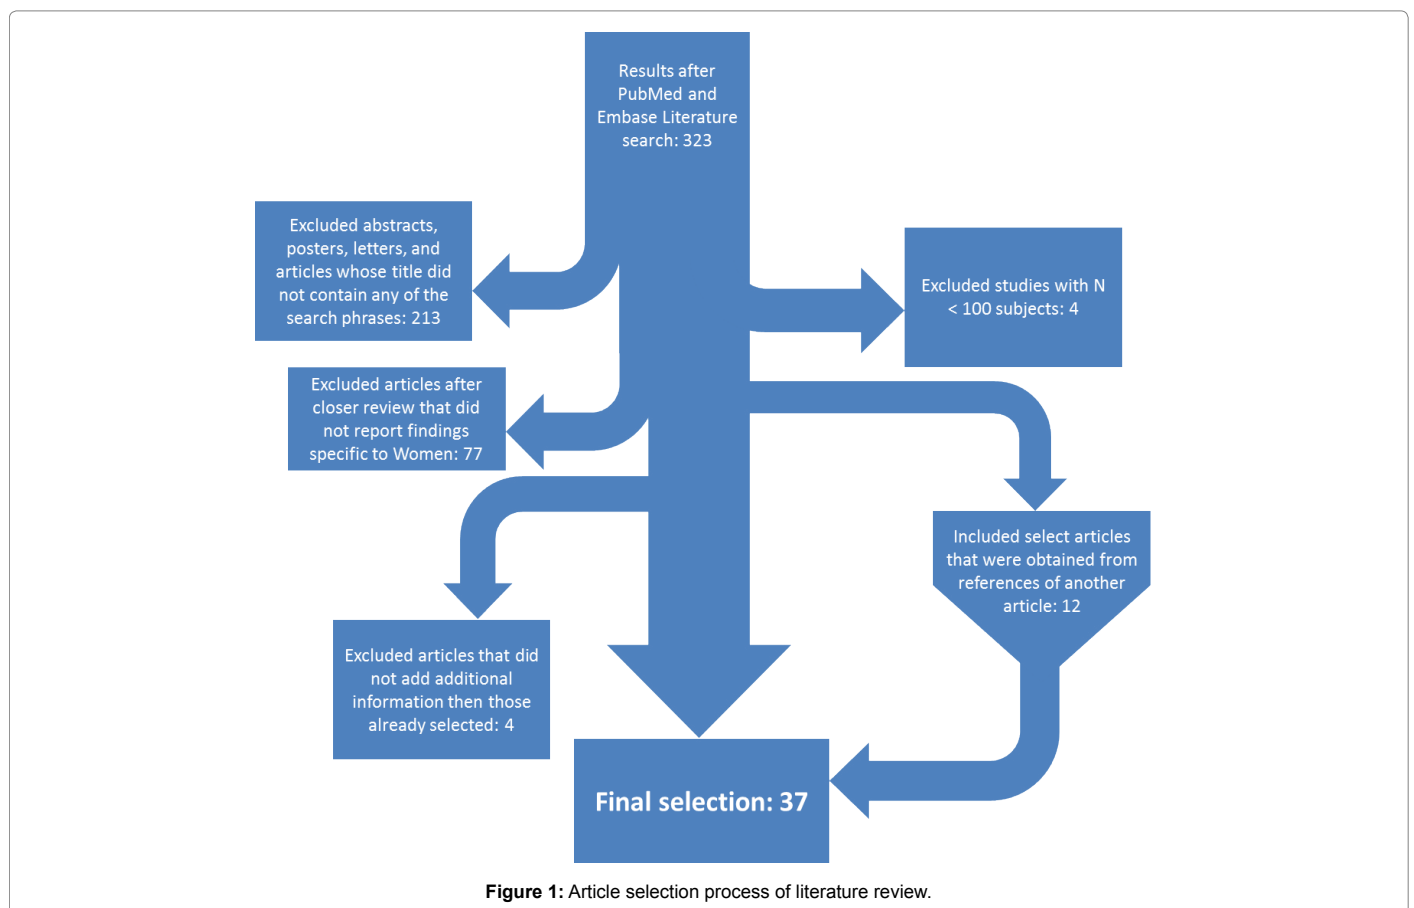 Results after
PubMed and
Embase Literature
search: 323
Excluded abstracts,
posters, letters, and
articles whose title did
not contain any of the
search phrases: 213
Excluded studies with N
< 100 subjects: 4
Excluded articles after
closer review that did
not report findings
specific to Women: 77
Included select articles
that were obtained from
references of another
article: 12
Excluded articles that did
not add additional
information then those
already selected: 4
Final selection: 37
Figure 1: Article selection process of literature review.